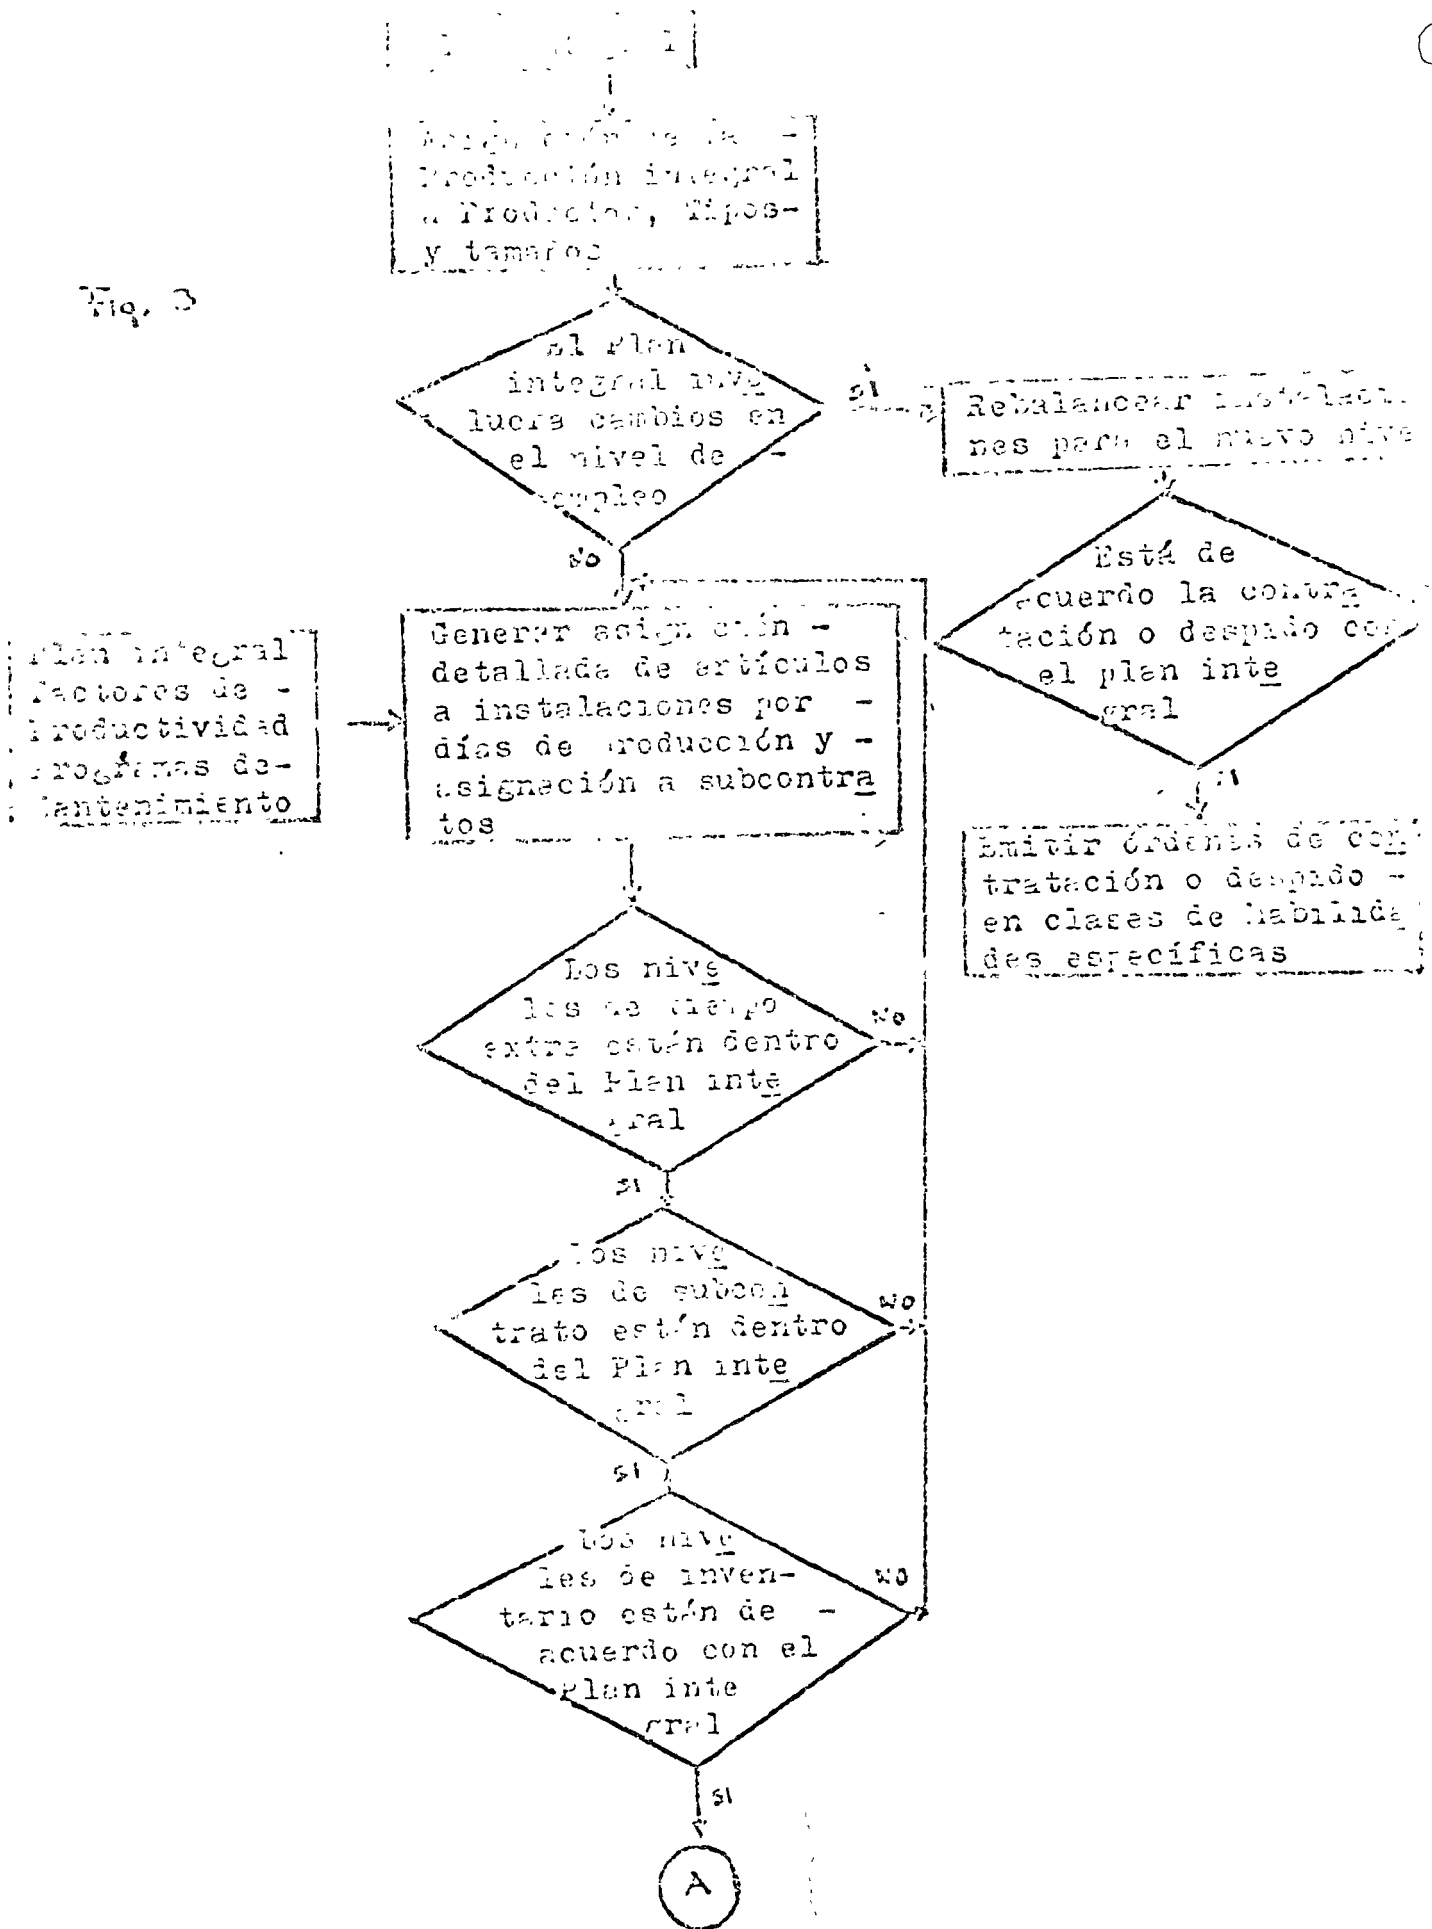 Producción integral
a Productos, Tipos-
y tamaños
Fig. 3
El Plan
integral invo
lucra cambios en
el nivel de -
empleo
SI
NO
Rebalancear
nes para el nuevo
Está de
acuerdo la contra
tación o despido con
el plan inte
gral
SI
Emitir órdenes de con
tratación o despido -
en clases de habilida
des específicas
Plan integral
Factores de -
Productividad
Programas de-
Mantenimiento
Generar asignación -
detallada de artículos
a instalaciones por -
días de producción y -
asignación a subcontra
tos
Los nive
les de tiempo
extra están dentro
del Plan inte
gral
NO
SI
Los nive
les de subcon
trato están dentro
del Plan inte
gral
NO
SI
Los nive
les de inven-
tario están de -
acuerdo con el
Plan inte
gral
NO
SI
A